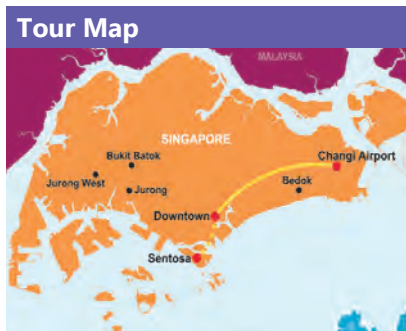 Tour Map
MALAYSIA
SINGAPORE
Bukit Batok
Changi Airport
Jurong West
Jurong
Bedok
Downtown
Sentosa